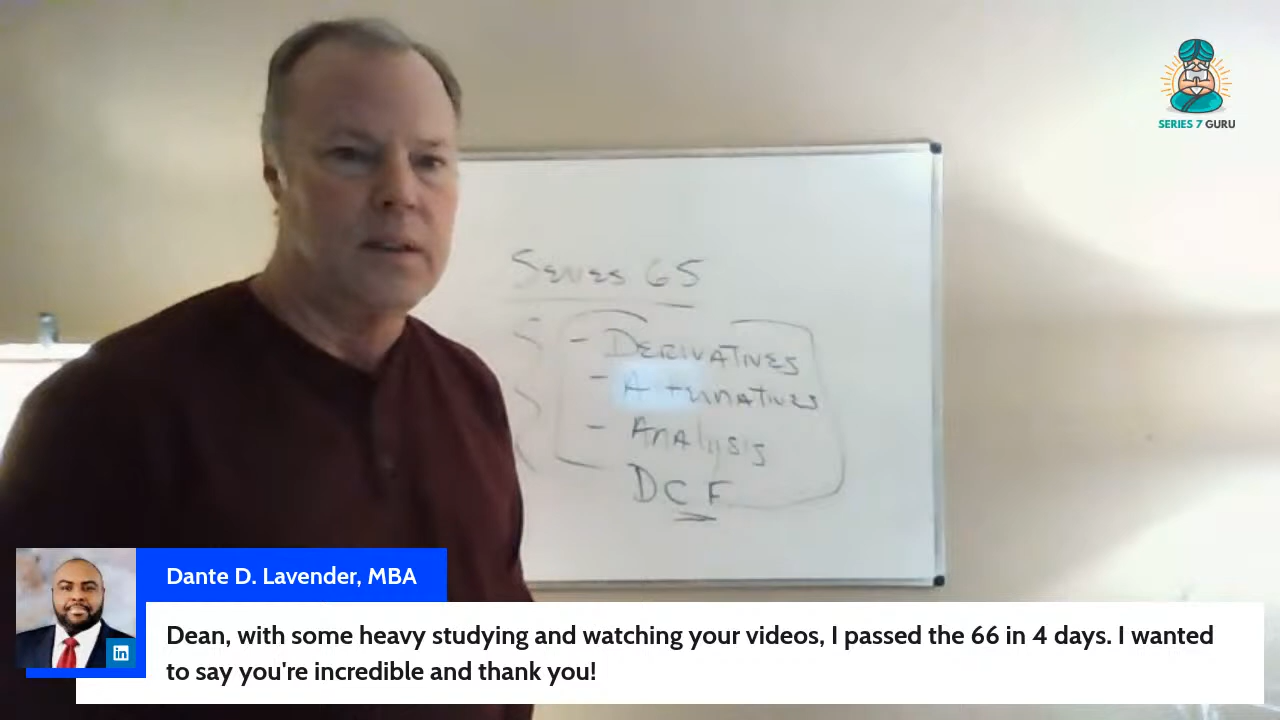 SERIES 7 GURU
Series 65
- DERIVATIVES
- ALTERNATIVES
- ANALYSIS
DCF
Dante D. Lavender, MBA
in
Dean, with some heavy studying and watching your videos, I passed the 66 in 4 days. I wanted
to say you're incredible and thank you!